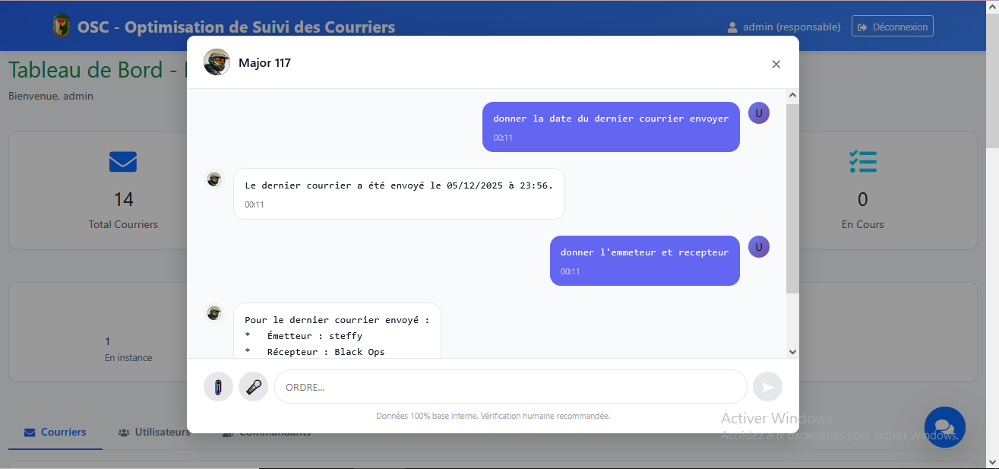 OSC - Optimisation de Suivi des Courriers
admin (responsable)
Déconnexion
Tableau de Bord -
Bienvenue, admin
14
Total Courriers
0
En Cours
1
En instance
Courriers
Utilisateurs
Commandants
Major 117
×
donner la date du dernier courrier envoyer
00:11
U
Le dernier courrier a été envoyé le 05/12/2025 à 23:56.
00:11
donner l'emmeteur et recepteur
00:11
U
Pour le dernier courrier envoyé :
* Émetteur : steffy
* Récepteur : Black Ops
ORDRE...
Données 100% base interne. Vérification humaine recommandée.
Activer Windows
Accédez aux paramètres pour activer Windows.